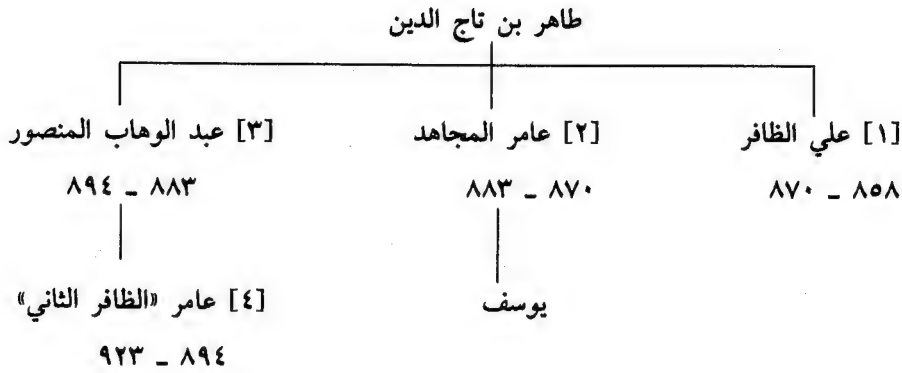 طاهر بن تاج الدين
[١] علي الظافر [٢] عامر المجاهد [٣] عبد الوهاب المنصور
٨٥٨ ـ ٨٧٠ ٨٧٠ ـ ٨٨٣ ٨٨٣ ـ ٨٩٤
يوسف [٤] عامر «الظافر الثاني»
٨٩٤ ـ ٩٢٣